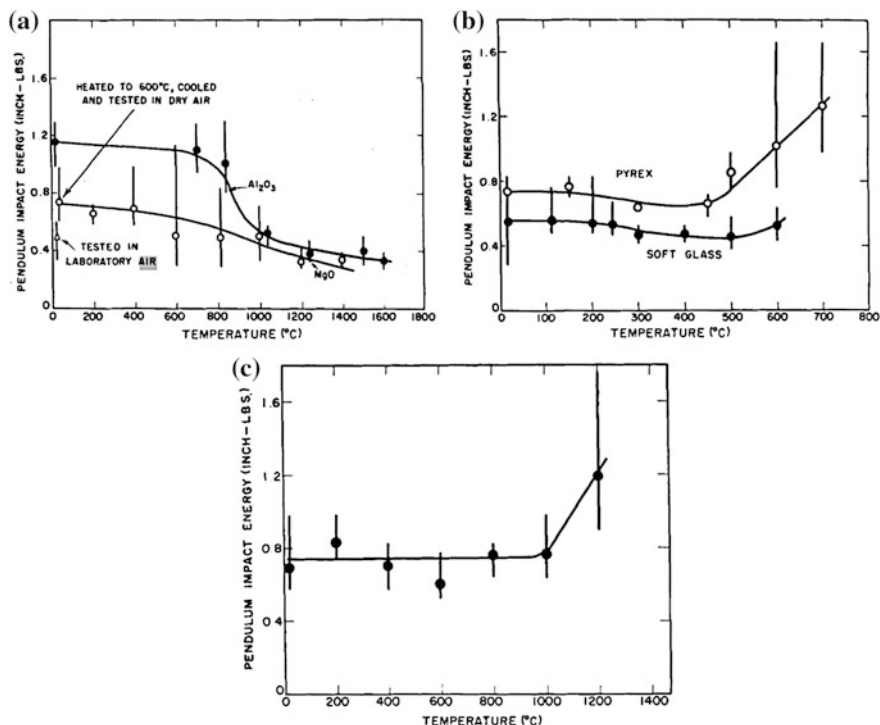 (a)
PENDULUM IMPACT ENERGY (INCH-LBS.)
1.6
1.2
0.8
0.4
0
HEATED TO 600°C, COOLED
AND TESTED IN DRY AIR
Al2O3
TESTED IN
LABORATORY AIR
MgO
0 200 400 600 800 1000 1200 1400 1600 1800
TEMPERATURE (°C)
(b)
PENDULUM IMPACT ENERGY (INCH-LBS.)
1.6
1.2
0.8
0.4
0
PYREX
SOFT GLASS
0 100 200 300 400 500 600 700 800
TEMPERATURE (°C)
(c)
PENDULUM IMPACT ENERGY (INCH-LBS.)
1.6
1.2
0.8
0.4
0
0 200 400 600 800 1000 1200 1400
TEMPERATURE (°C)